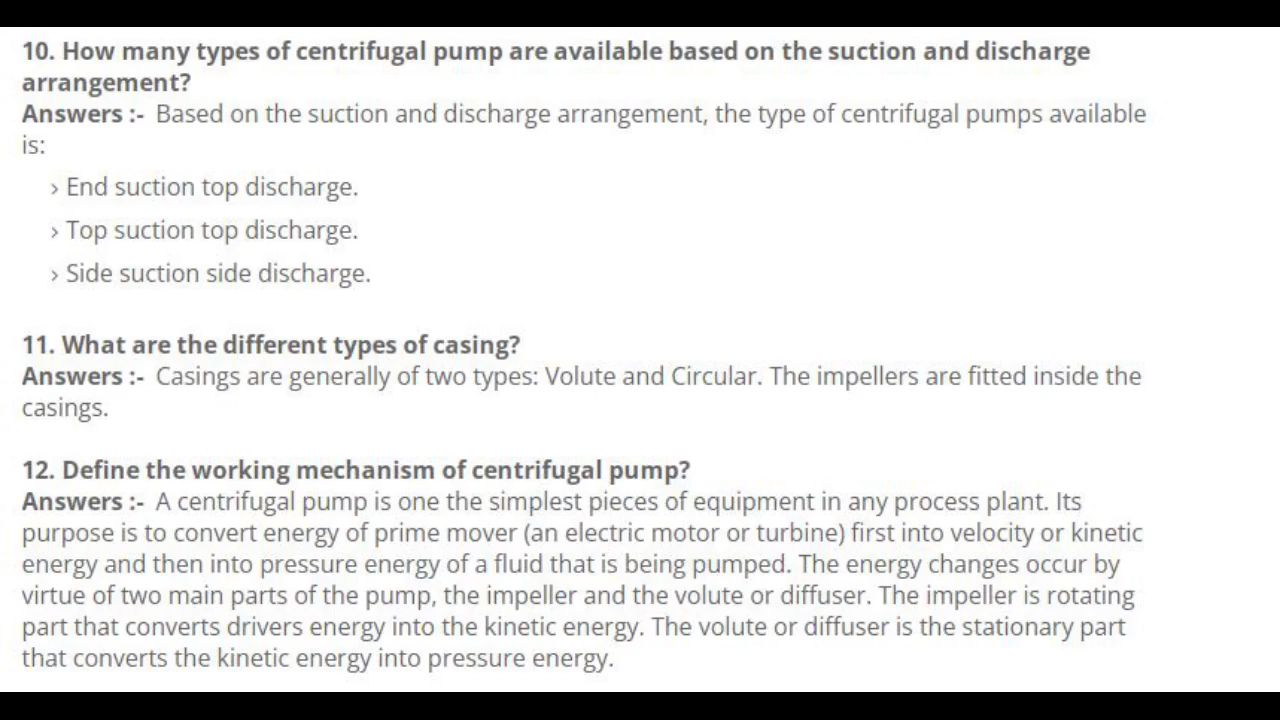 10. How many types of centrifugal pump are available based on the suction and discharge
arrangement?
Answers :- Based on the suction and discharge arrangement, the type of centrifugal pumps available
is:
› End suction top discharge.
› Top suction top discharge.
› Side suction side discharge.
11. What are the different types of casing?
Answers :- Casings are generally of two types: Volute and Circular. The impellers are fitted inside the
casings.
12. Define the working mechanism of centrifugal pump?
Answers :- A centrifugal pump is one the simplest pieces of equipment in any process plant. Its
purpose is to convert energy of prime mover (an electric motor or turbine) first into velocity or kinetic
energy and then into pressure energy of a fluid that is being pumped. The energy changes occur by
virtue of two main parts of the pump, the impeller and the volute or diffuser. The impeller is rotating
part that converts drivers energy into the kinetic energy. The volute or diffuser is the stationary part
that converts the kinetic energy into pressure energy.